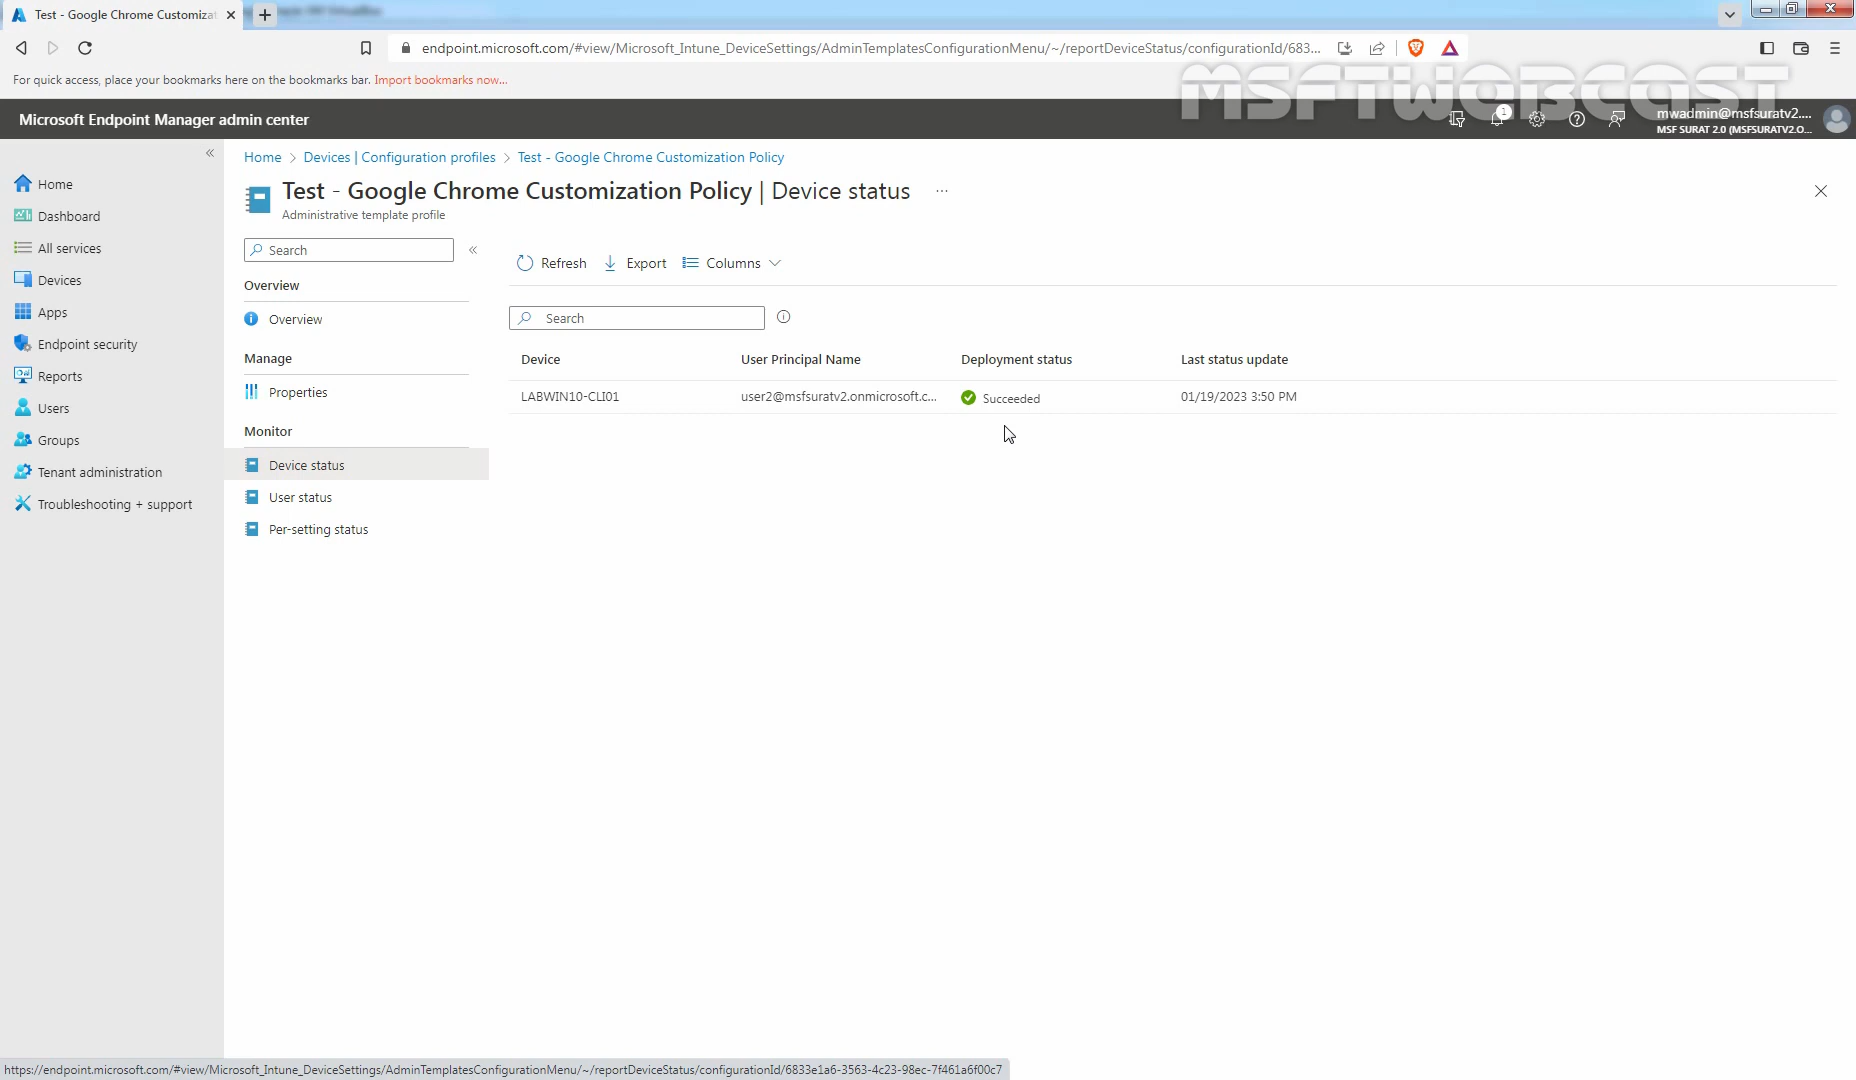 Test - Google Chrome Customizat
For quick access, place your bookmarks here on the bookmarks bar. Import bookmarks now...
endpoint.microsoft.com/#view/Microsoft_Intune_DeviceSettings/AdminTemplatesConfigurationMenu/~/reportDeviceStatus/configurationId/683...
MSFTWEBCAST
Microsoft Endpoint Manager admin center
1
mwadmin@msfsuratv2....
MSF SURAT 2.0 (MSFSURATV2.O...
Home
Dashboard
All services
Devices
Apps
Endpoint security
Reports
Users
Groups
Tenant administration
Troubleshooting + support
Home > Devices | Configuration profiles > Test - Google Chrome Customization Policy
Test - Google Chrome Customization Policy | Device status ...
Administrative template profile
Search
Overview
Overview
Manage
Properties
Monitor
Device status
User status
Per-setting status
Refresh Export Columns
Search
Device User Principal Name Deployment status Last status update
LABWIN10-CLI01 user2@msfsuratv2.onmicrosoft.c... Succeeded 01/19/2023 3:50 PM
https://endpoint.microsoft.com/#view/Microsoft_Intune_DeviceSettings/AdminTemplatesConfigurationMenu/~/reportDeviceStatus/configurationId/6833e1a6-3563-4c23-98ec-7f461a6f00c7